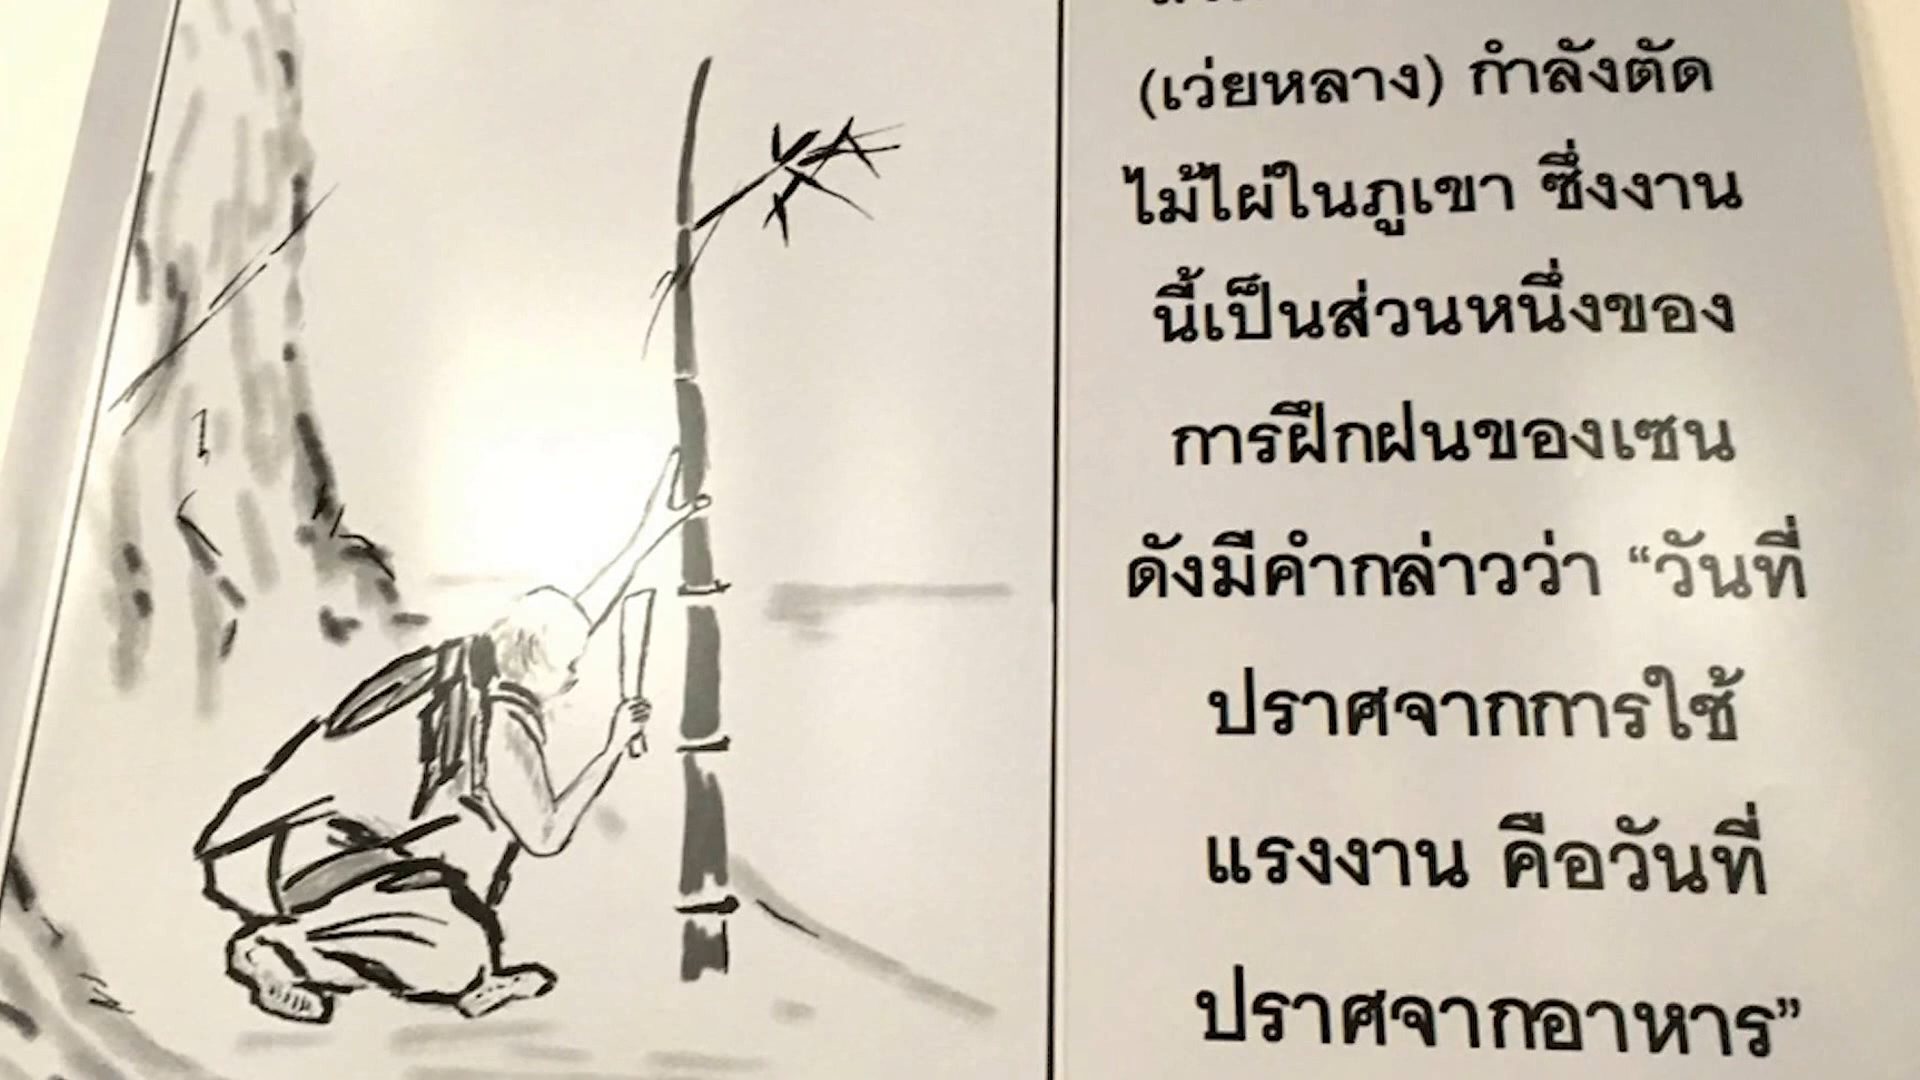 (เว่ยหลาง) กำลังตัด
ไม้ไผ่ในภูเขา ซึ่งงาน
นี้เป็นส่วนหนึ่งของ
การฝึกฝนของเซน
ดังมีคำกล่าวว่า “วันที่
ปราศจากการใช้
แรงงาน คือวันที่
ปราศจากอาหาร”